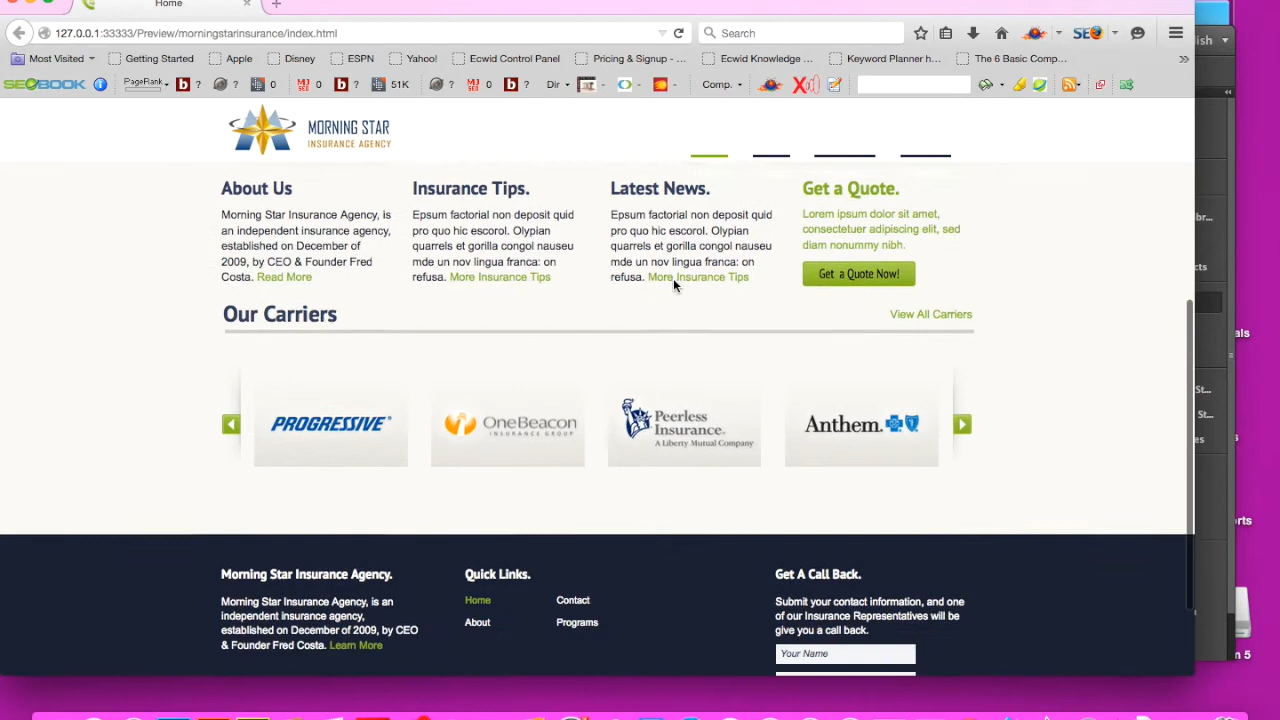 Home
127.0.0.1:33333/Preview/morningstarinsurance/index.html
Search
Most Visited
Getting Started
Apple
Disney
ESPN
Yahoo!
Ecwid Control Panel
Pricing & Signup - ...
Ecwid Knowledge ...
Keyword Planner h...
The 6 Basic Comp...
SEOBOOK
PageRank
? ? 0 0 ? 51K ? 0 ?
Dir
Comp.
MORNING STAR
INSURANCE AGENCY
About Us
Morning Star Insurance Agency, is
an independent insurance agency,
established on December of
2009, by CEO & Founder Fred
Costa. Read More
Insurance Tips.
Epsum factorial non deposit quid
pro quo hic escorol. Olypian
quarrels et gorilla congol nauseu
mde un nov lingua franca: on
refusa. More Insurance Tips
Latest News.
Epsum factorial non deposit quid
pro quo hic escorol. Olypian
quarrels et gorilla congol nauseu
mde un nov lingua franca: on
refusa. More Insurance Tips
Get a Quote.
Lorem ipsum dolor sit amet,
consectetuer adipiscing elit, sed
diam nonummy nibh.
Get a Quote Now!
Our Carriers
View All Carriers
PROGRESSIVE
OneBeacon
INSURANCE GROUP
Peerless
Insurance.
A Liberty Mutual Company
Anthem.
Morning Star Insurance Agency.
Morning Star Insurance Agency, is an
independent insurance agency,
established on December of 2009, by CEO
& Founder Fred Costa. Learn More
Quick Links.
Home
Contact
About
Programs
Get A Call Back.
Submit your contact information, and one
of our Insurance Representatives will be
give you a call back.
Your Name